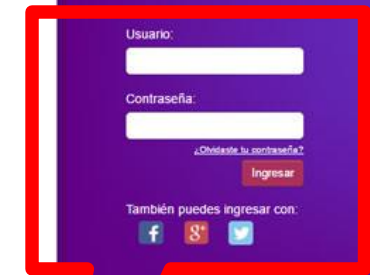 Usuario:
Contraseña:
¿Olvidaste tu contraseña?
Ingresar
También puedes ingresar con: